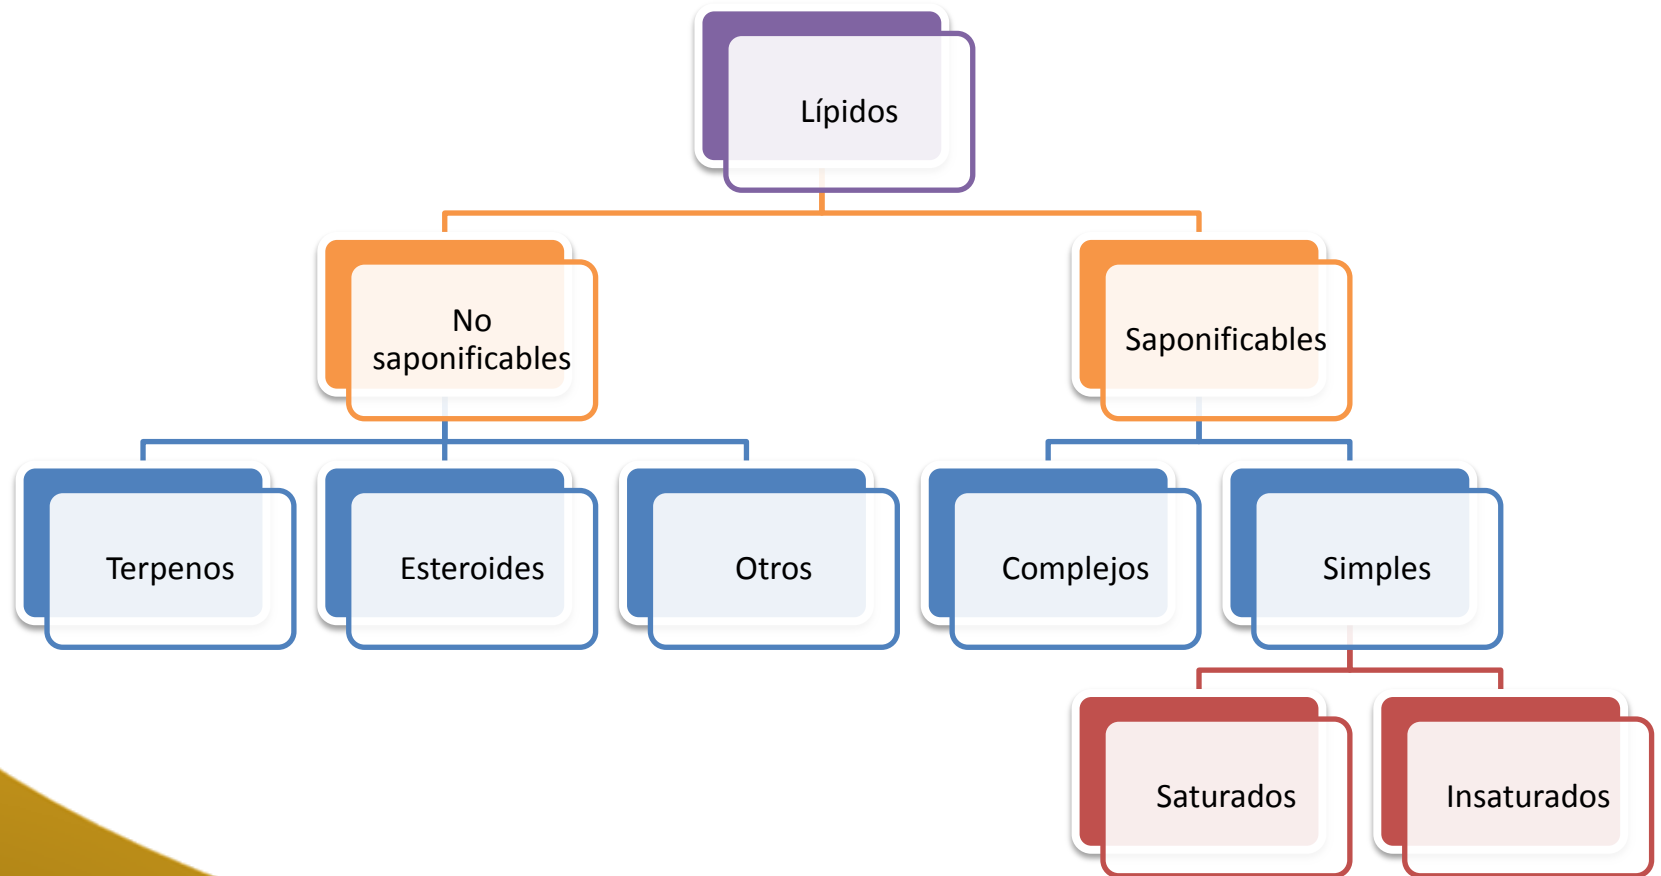 Lípidos
No
saponificables
Saponificables
Terpenos
Esteroides
Otros
Complejos
Simples
Saturados
Insaturados